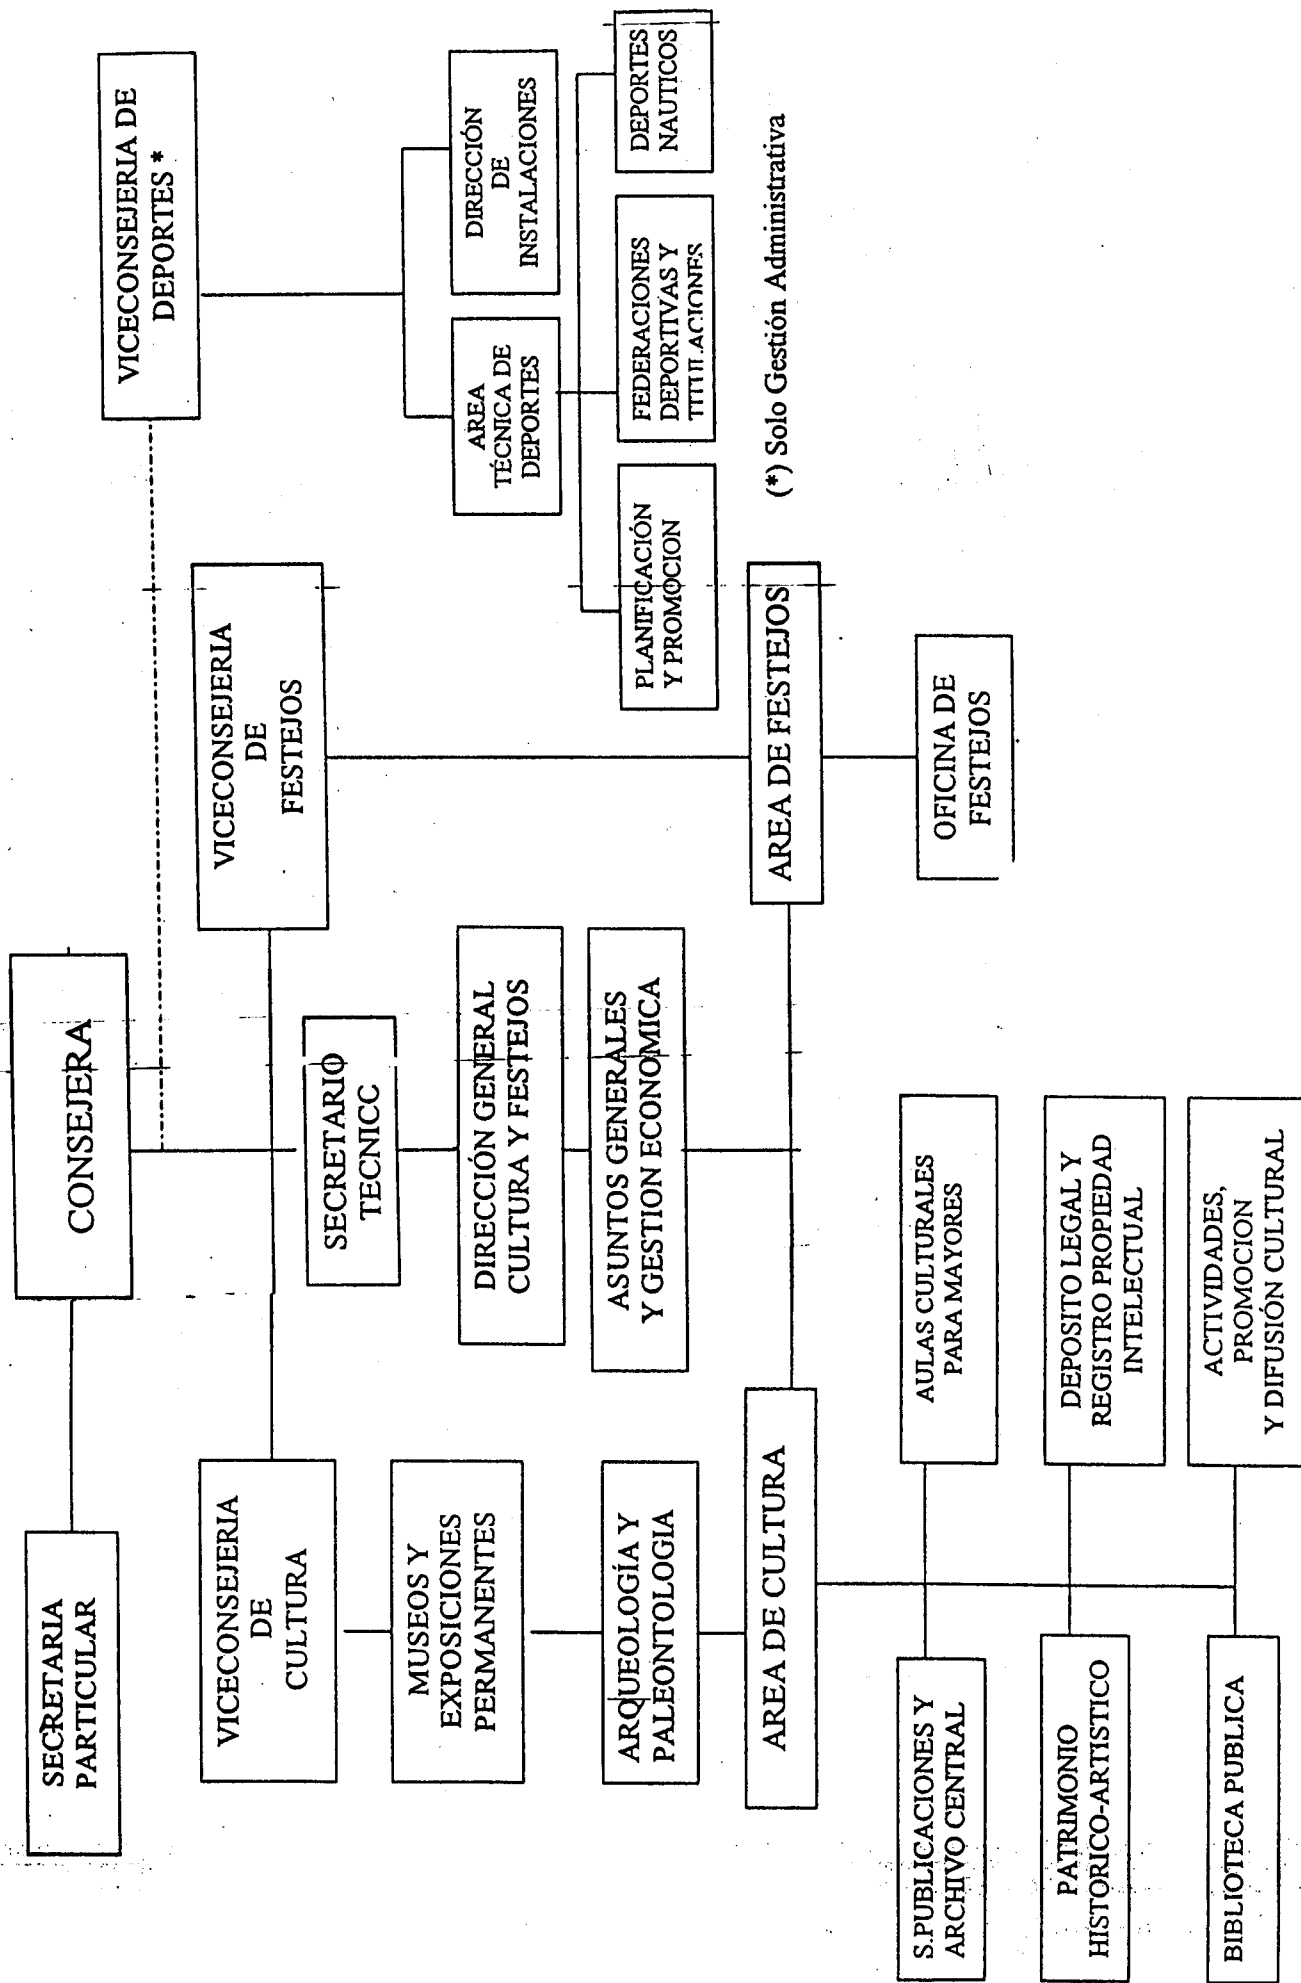 CONSEJERA
SECRETARIA
PARTICULAR
VICECONSEJERIA DE
DEPORTES *
VICECONSEJERIA
DE
CULTURA
VICECONSEJERIA
DE
FESTEJOS
SECRETARIO
TECNICC
DIRECCIÓN GENERAL
CULTURA Y FESTEJOS
ASUNTOS GENERALES
Y GESTION ECONOMICA
MUSEOS Y
EXPOSICIONES
PERMANENTES
ARQUEOLOGÍA Y
PALEONTOLOGIA
AREA
TÉCNICA DE
DEPORTES
DIRECCIÓN
DE
INSTALACIONES
PLANIFICACIÓN
Y PROMOCION
FEDERACIONES
DEPORTIVAS Y
TITULACIONES
DEPORTES
NAUTICOS
(*) Solo Gestión Administrativa
AREA DE CULTURA
AREA DE FESTEJOS
OFICINA DE
FESTEJOS
S.PUBLICACIONES Y
ARCHIVO CENTRAL
AULAS CULTURALES
PARA MAYORES
PATRIMONIO
HISTORICO-ARTISTICO
DEPOSITO LEGAL Y
REGISTRO PROPIEDAD
INTELECTUAL
BIBLIOTECA PUBLICA
ACTIVIDADES,
PROMOCION
Y DIFUSIÓN CULTURAL